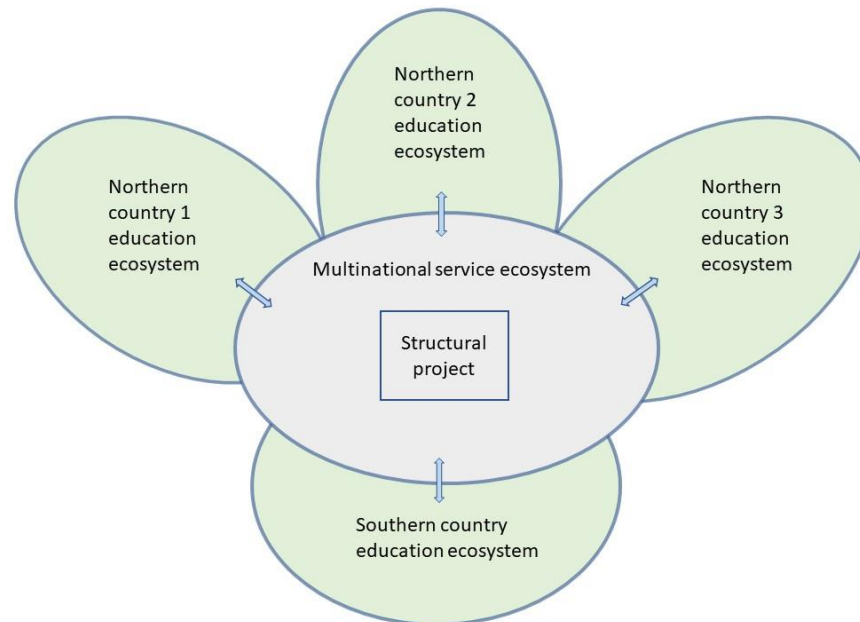 Northern
country 2
education
ecosystem
Northern
country 1
education
ecosystem
Northern
country 3
education
ecosystem
Multinational service ecosystem
Structural
project
Southern country
education ecosystem